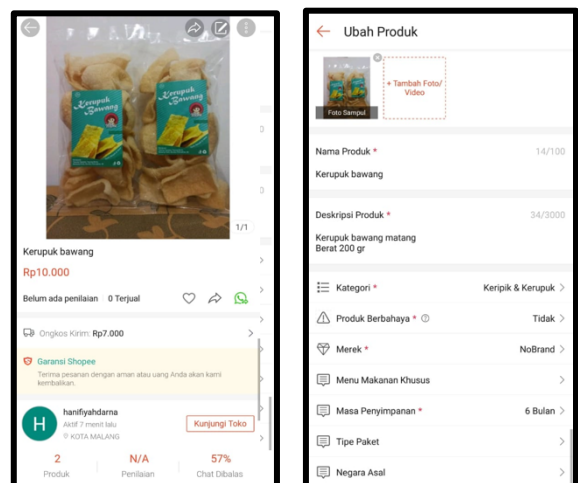 Kerupuk
Bawang
Kerupuk
Bawang
1/1
Kerupuk bawang
Rp10.000
Belum ada penilaian 0 Terjual
Ongkos Kirim: Rp7.000
Garansi Shopee
Terima pesanan dengan aman atau uang Anda akan kami
kembalikan.
H
hanifiyahdarna
Aktif 7 menit lalu
KOTA MALANG
Kunjungi Toko
2 N/A 57%
Produk Penilaian Chat Dibalas
Ubah Produk
Foto Sampul
+ Tambah Foto/
Video
Nama Produk * 14/100
Kerupuk bawang
Deskripsi Produk * 34/3000
Kerupuk bawang matang
Berat 200 gr
Kategori * Keripik & Kerupuk
Produk Berbahaya * Tidak
Merek * NoBrand
Menu Makanan Khusus
Masa Penyimpanan * 6 Bulan
Tipe Paket
Negara Asal